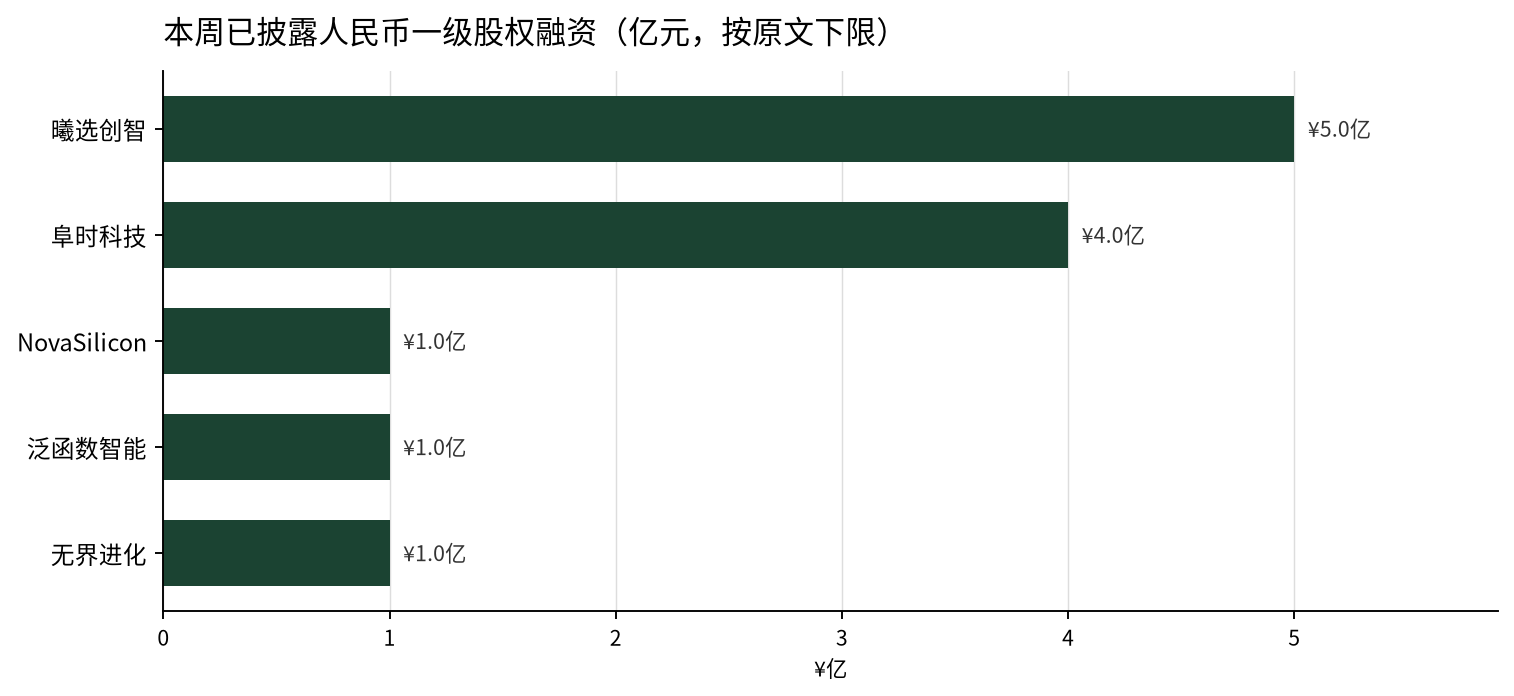 本周已披露人民币一级股权融资（亿元，按原文下限）
曦选创智
¥5.0亿
阜时科技
¥4.0亿
NovaSilicon
¥1.0亿
泛函数智能
¥1.0亿
无界进化
¥1.0亿
0 1 2 3 4 5
¥亿